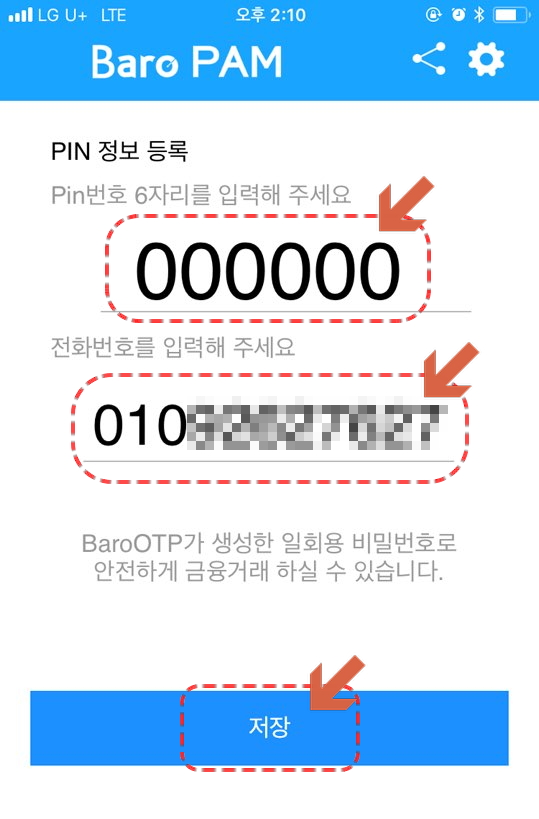 LG U+ LTE 오후 2:10
Baro PAM
PIN 정보 등록
Pin번호 6자리를 입력해 주세요
000000
전화번호를 입력해 주세요
010
BaroOTP가 생성한 일회용 비밀번호로
안전하게 금융거래 하실 수 있습니다.
저장